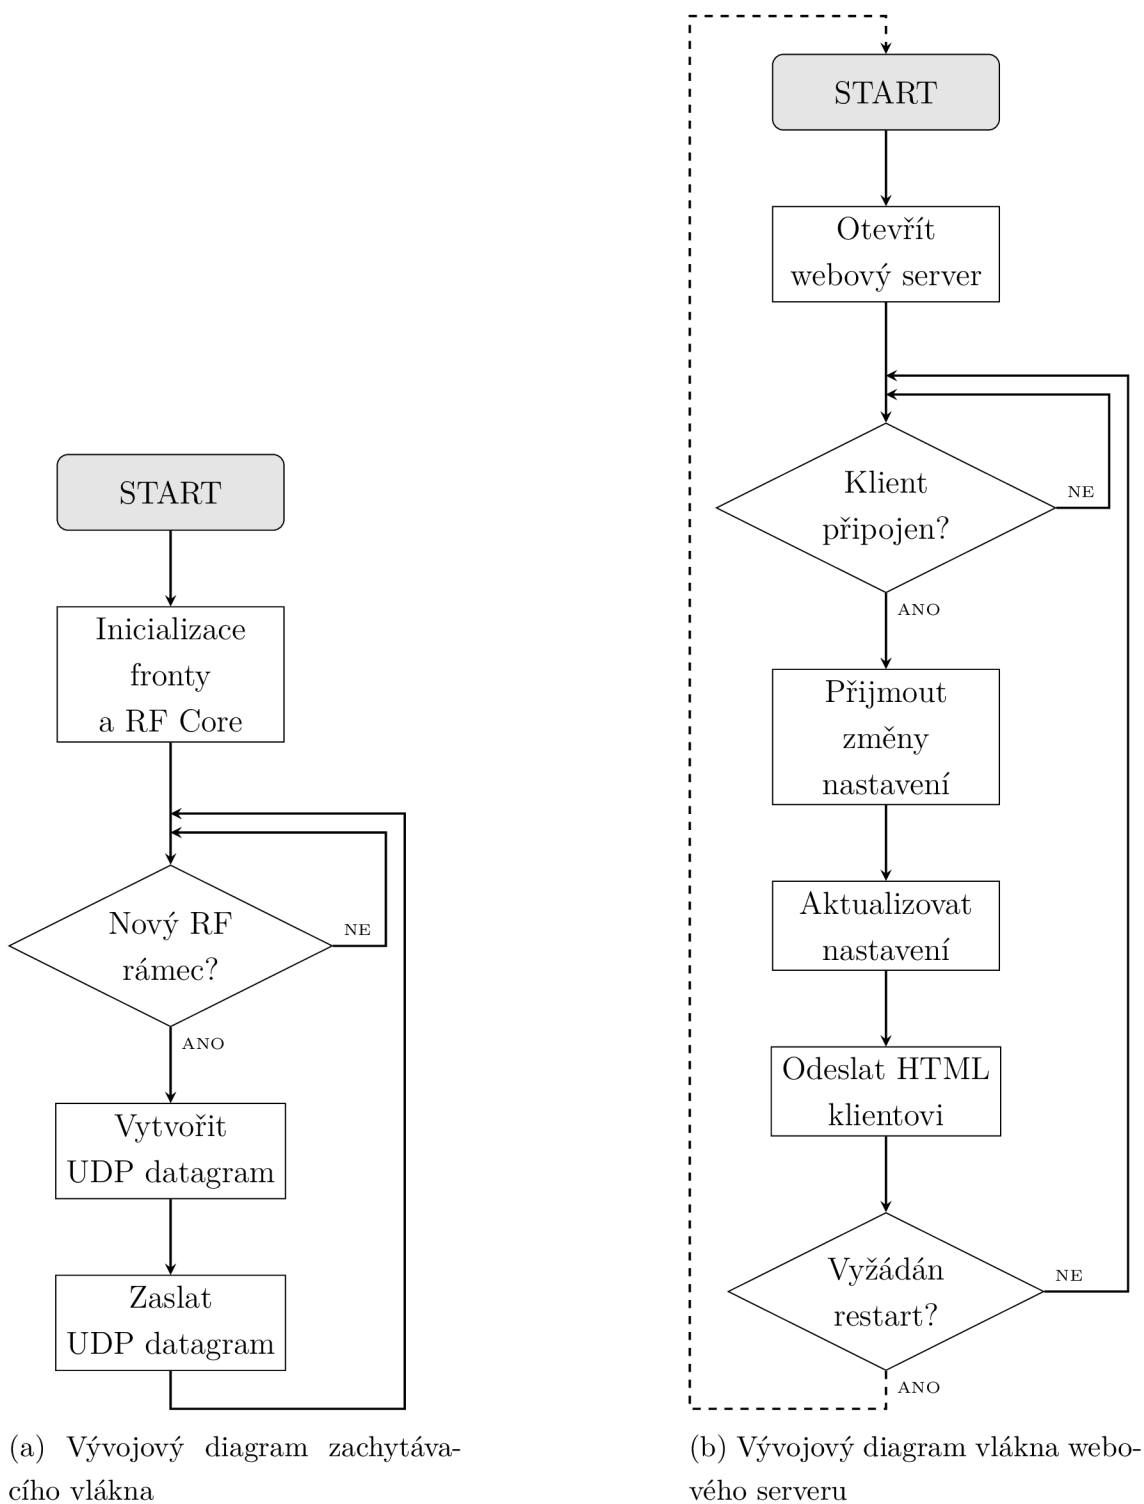 START
Inicializace
fronty
a RF Core
Nový RF
rámec?
NE
ANO
Vytvořit
UDP datagram
Zaslat
UDP datagram
(a) Vývojový diagram zachytáva-
cího vlákna
START
Otevřít
webový server
Klient
připojen?
NE
ANO
Přijmout
změny
nastavení
Aktualizovat
nastavení
Odeslat HTML
klientovi
Vyžádán
restart?
NE
ANO
(b) Vývojový diagram vlákna webo-
vého serveru